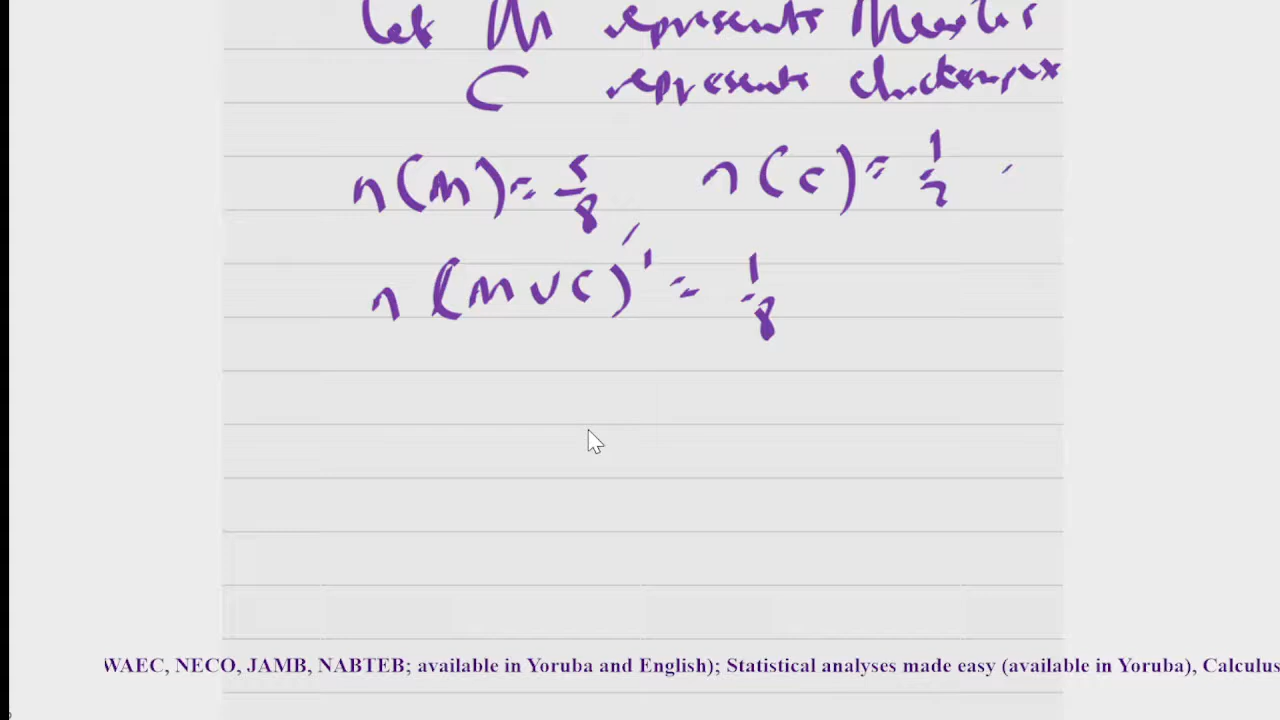 Let M represents Measles
C represents chickenpox
n(M) = 5/8, n(C) = 1/2
n(M∪C)' = 1/8
WAEC, NECO, JAMB, NABTEB; available in Yoruba and English); Statistical analyses made easy (available in Yoruba), Calculus